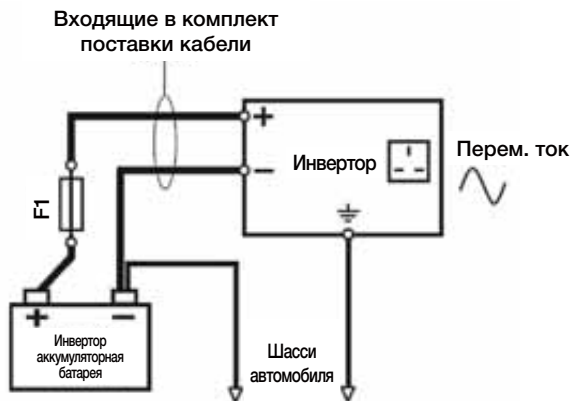 Входящие в комплект
поставки кабели
+
−
Инвертор
Перем. ток
F1
+ −
Инвертор
аккумуляторная
батарея
Шасси
автомобиля